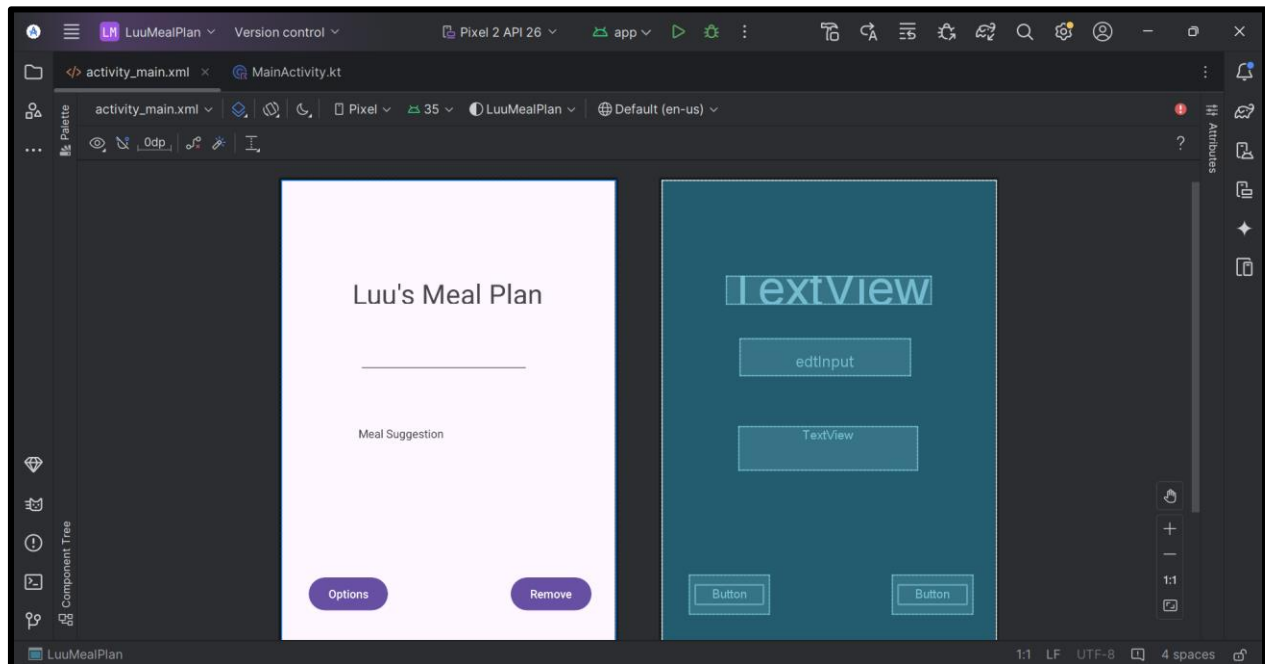 LM LuuMealPlan Version control Pixel 2 API 26 app
</> activity_main.xml MainActivity.kt
activity_main.xml Pixel 35 LuuMealPlan Default (en-us)
Palette
0dp ?
Attributes
Luu's Meal Plan
Meal Suggestion
Options Remove
TextView
edtInput
TextView
Button Button
Component Tree
1:1
LuuMealPlan 1:1 LF UTF-8 4 spaces